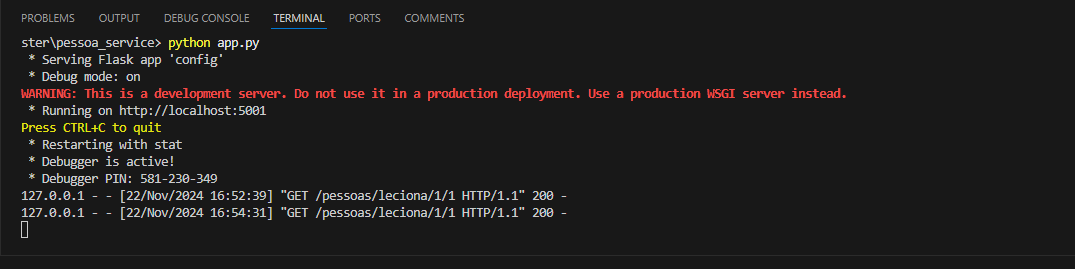 PROBLEMS OUTPUT DEBUG CONSOLE TERMINAL PORTS COMMENTS
ster\pessoa_service> python app.py
* Serving Flask app 'config'
* Debug mode: on
WARNING: This is a development server. Do not use it in a production deployment. Use a production WSGI server instead.
* Running on http://localhost:5001
Press CTRL+C to quit
* Restarting with stat
* Debugger is active!
* Debugger PIN: 581-230-349
127.0.0.1 - - [22/Nov/2024 16:52:39] "GET /pessoas/leciona/1/1 HTTP/1.1" 200 -
127.0.0.1 - - [22/Nov/2024 16:54:31] "GET /pessoas/leciona/1/1 HTTP/1.1" 200 -